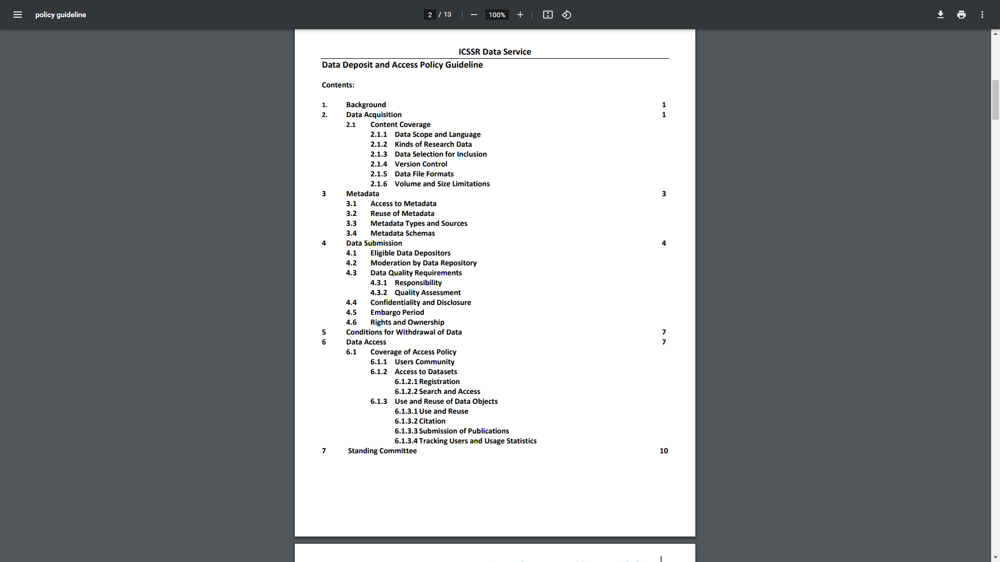 policy guideline
2 / 13
100%
ICSSR Data Service
Data Deposit and Access Policy Guideline
Contents:
1. Background 1
2. Data Acquisition 1
2.1 Content Coverage
2.1.1 Data Scope and Language
2.1.2 Kinds of Research Data
2.1.3 Data Selection for Inclusion
2.1.4 Version Control
2.1.5 Data File Formats
2.1.6 Volume and Size Limitations
3 Metadata 3
3.1 Access to Metadata
3.2 Reuse of Metadata
3.3 Metadata Types and Sources
3.4 Metadata Schemas
4 Data Submission 4
4.1 Eligible Data Depositors
4.2 Moderation by Data Repository
4.3 Data Quality Requirements
4.3.1 Responsibility
4.3.2 Quality Assessment
4.4 Confidentiality and Disclosure
4.5 Embargo Period
4.6 Rights and Ownership
5 Conditions for Withdrawal of Data 7
6 Data Access 7
6.1 Coverage of Access Policy
6.1.1 Users Community
6.1.2 Access to Datasets
6.1.2.1 Registration
6.1.2.2 Search and Access
6.1.3 Use and Reuse of Data Objects
6.1.3.1 Use and Reuse
6.1.3.2 Citation
6.1.3.3 Submission of Publications
6.1.3.4 Tracking Users and Usage Statistics
7 Standing Committee 10